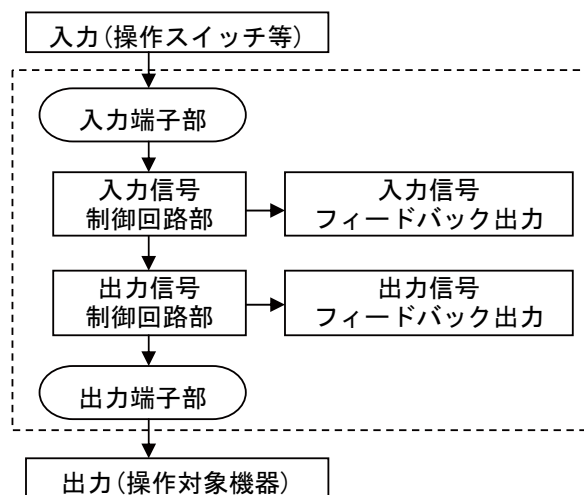 入力(操作スイッチ等)
入力端子部
入力信号
制御回路部
入力信号
フィードバック出力
出力信号
制御回路部
出力信号
フィードバック出力
出力端子部
出力(操作対象機器)